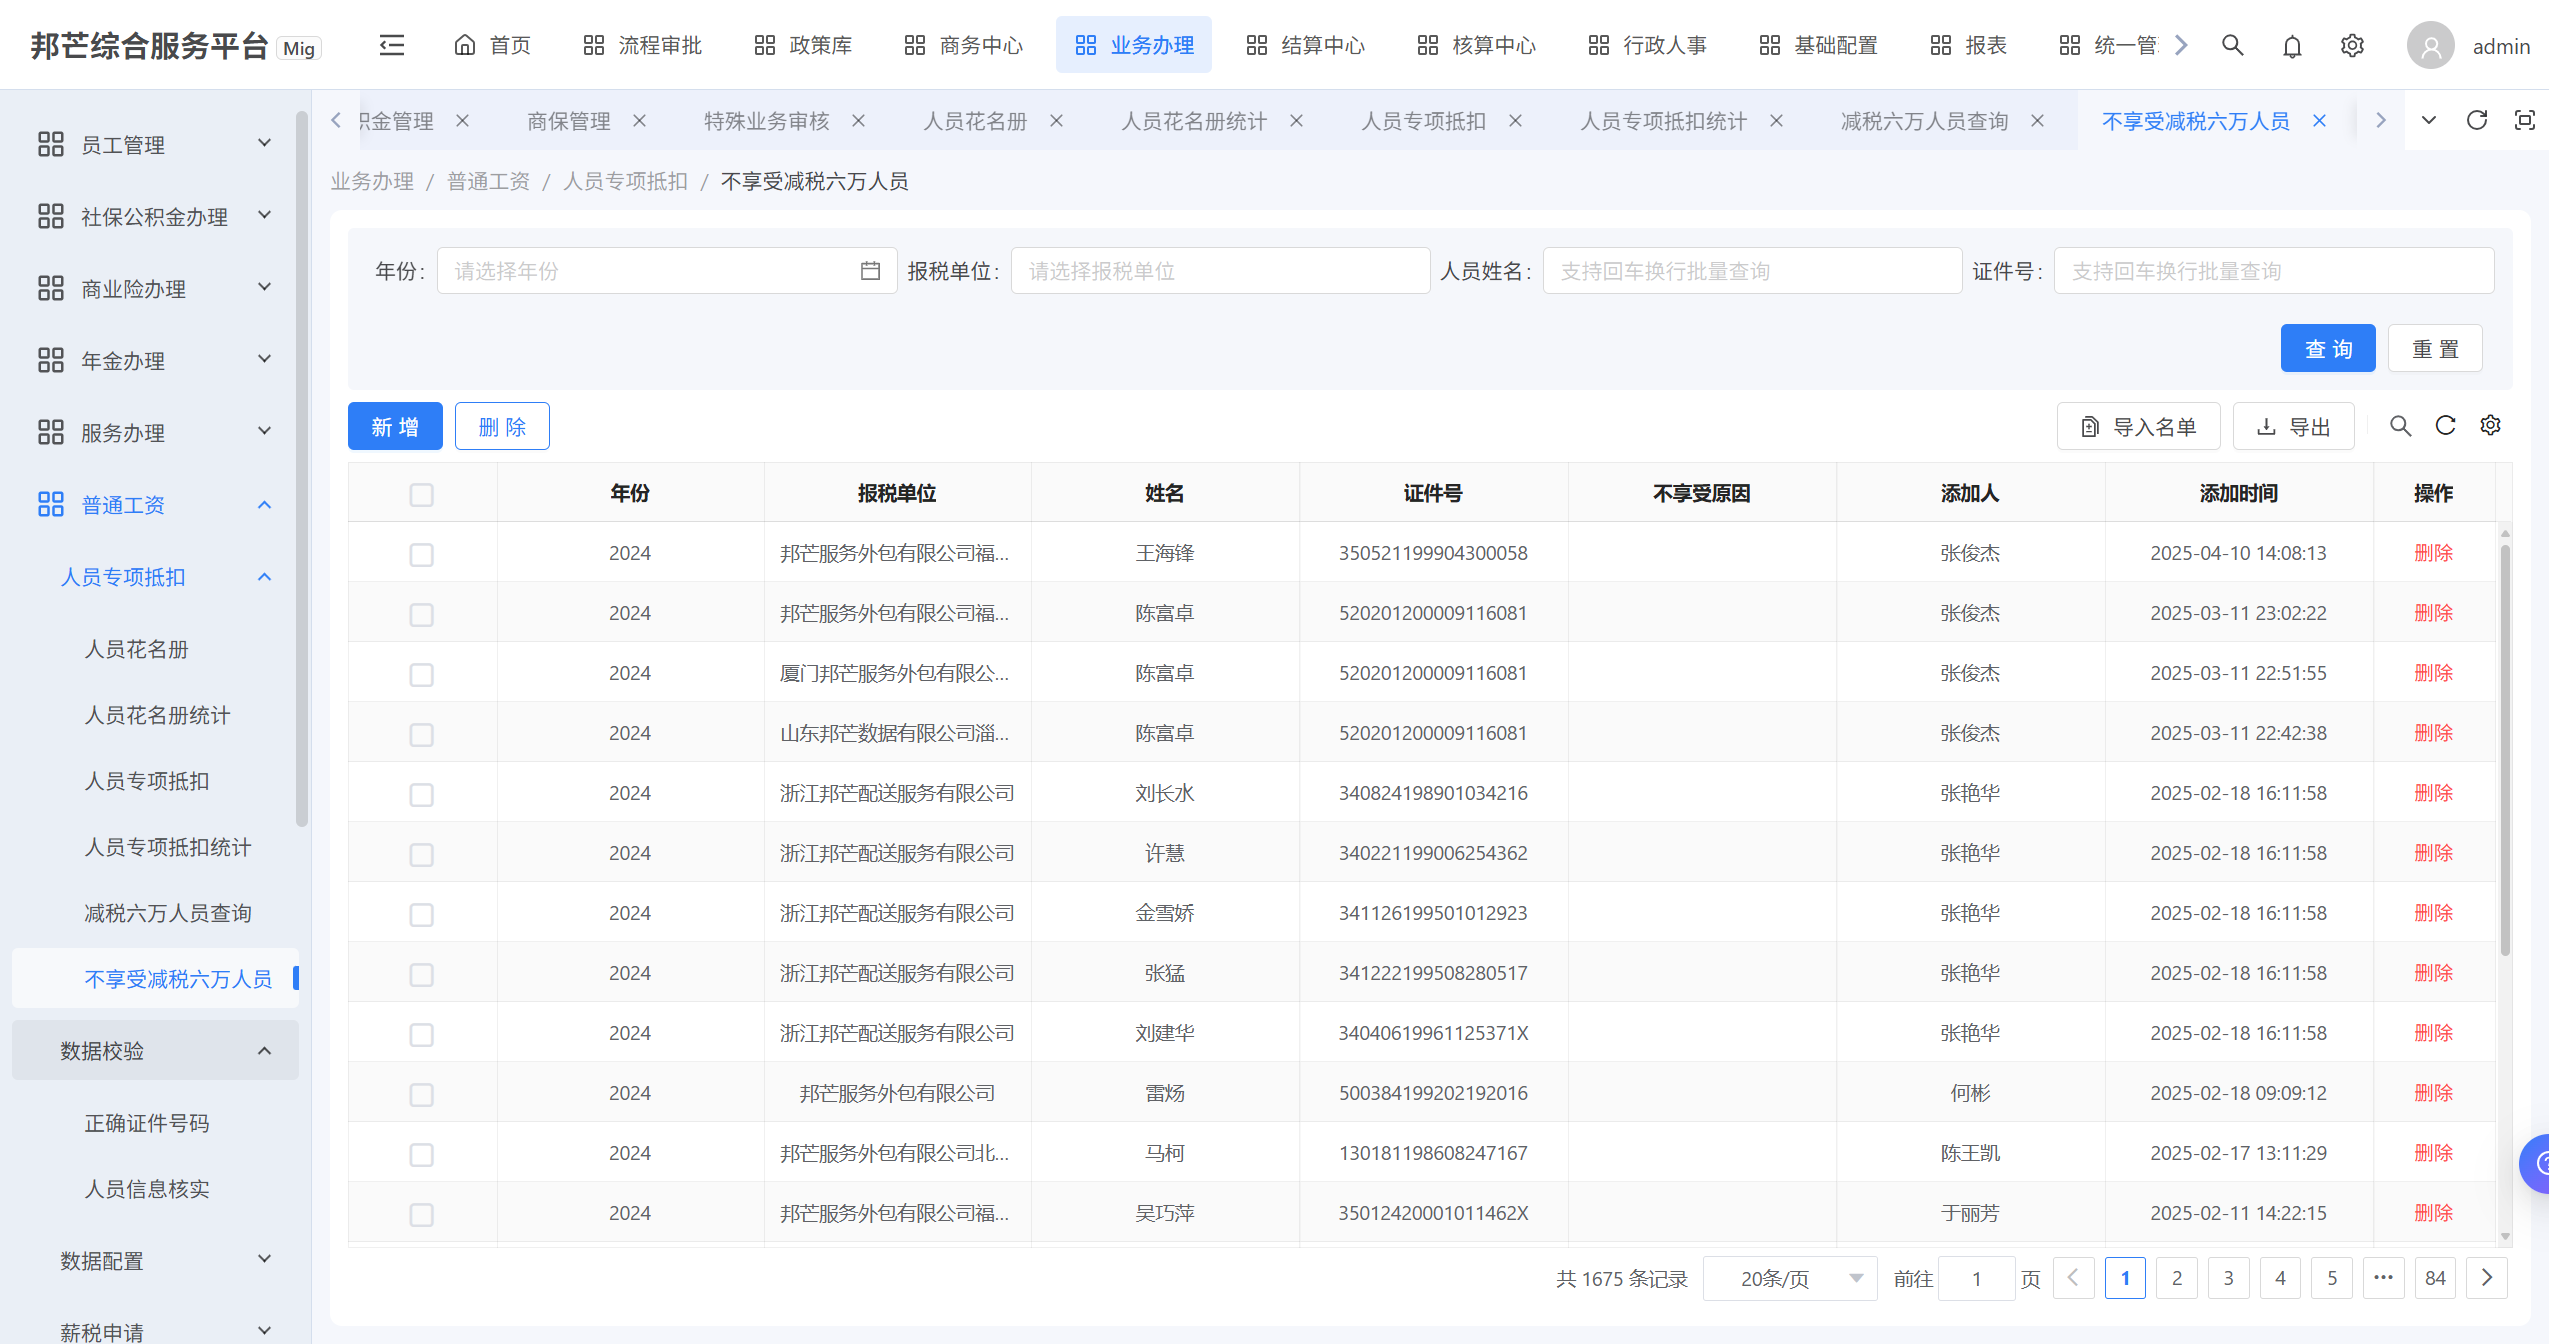 邦芒综合服务平台 Mig 首页 流程审批 政策库 商务中心 业务办理 结算中心 核算中心 行政人事 基础配置 报表 统一管 admin
积金管理 商保管理 特殊业务审核 人员花名册 人员花名册统计 人员专项抵扣 人员专项抵扣统计 减税六万人员查询 不享受减税六万人员
员工管理
社保公积金办理
商业险办理
年金办理
服务办理
普通工资
人员专项抵扣
人员花名册
人员花名册统计
人员专项抵扣
人员专项抵扣统计
减税六万人员查询
不享受减税六万人员
数据校验
正确证件号码
人员信息核实
数据配置
薪税申请
业务办理 / 普通工资 / 人员专项抵扣 / 不享受减税六万人员
年份: 请选择年份 报税单位: 请选择报税单位 人员姓名: 支持回车换行批量查询 证件号: 支持回车换行批量查询
查 询 重 置
新 增 删 除 导入名单 导出
年份 报税单位 姓名 证件号 不享受原因 添加人 添加时间 操作
2024 邦芒服务外包有限公司福... 王海锋 350521199904300058 张俊杰 2025-04-10 14:08:13 删除
2024 邦芒服务外包有限公司福... 陈富卓 520201200009116081 张俊杰 2025-03-11 23:02:22 删除
2024 厦门邦芒服务外包有限公... 陈富卓 520201200009116081 张俊杰 2025-03-11 22:51:55 删除
2024 山东邦芒数据有限公司淄... 陈富卓 520201200009116081 张俊杰 2025-03-11 22:42:38 删除
2024 浙江邦芒配送服务有限公司 刘长水 340824198901034216 张艳华 2025-02-18 16:11:58 删除
2024 浙江邦芒配送服务有限公司 许慧 340221199006254362 张艳华 2025-02-18 16:11:58 删除
2024 浙江邦芒配送服务有限公司 金雪娇 341126199501012923 张艳华 2025-02-18 16:11:58 删除
2024 浙江邦芒配送服务有限公司 张猛 341222199508280517 张艳华 2025-02-18 16:11:58 删除
2024 浙江邦芒配送服务有限公司 刘建华 34040619961125371X 张艳华 2025-02-18 16:11:58 删除
2024 邦芒服务外包有限公司 雷炀 500384199202192016 何彬 2025-02-18 09:09:12 删除
2024 邦芒服务外包有限公司北... 马柯 130181198608247167 陈王凯 2025-02-17 13:11:29 删除
2024 邦芒服务外包有限公司福... 吴巧萍 35012420001011462X 于丽芳 2025-02-11 14:22:15 删除
共 1675 条记录 20条/页 前往 1 页 1 2 3 4 5 ••• 84